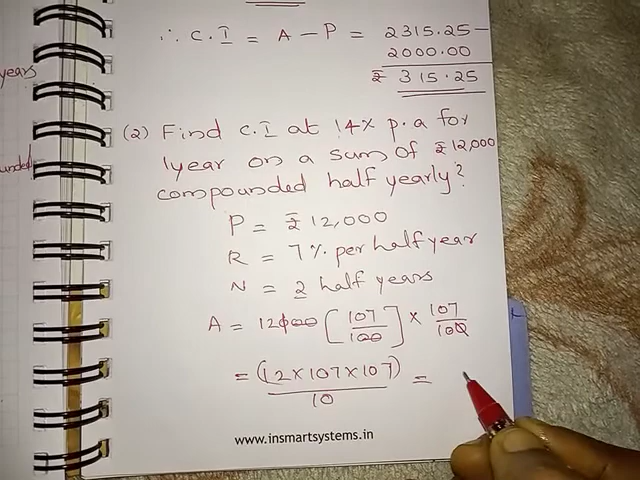 ∴ C.I = A - P = 2315.25 -
2000.00
₹ 315.25
years
(2) Find C.I at 14% p.a for
1year on a sum of ₹12,000
compounded half yearly?
P = ₹12,000
R = 7% per half year
N = 2 half years
A = 12000 [107/100] × 107/100
= (12×107×107)/10 =
www.insmartsystems.in